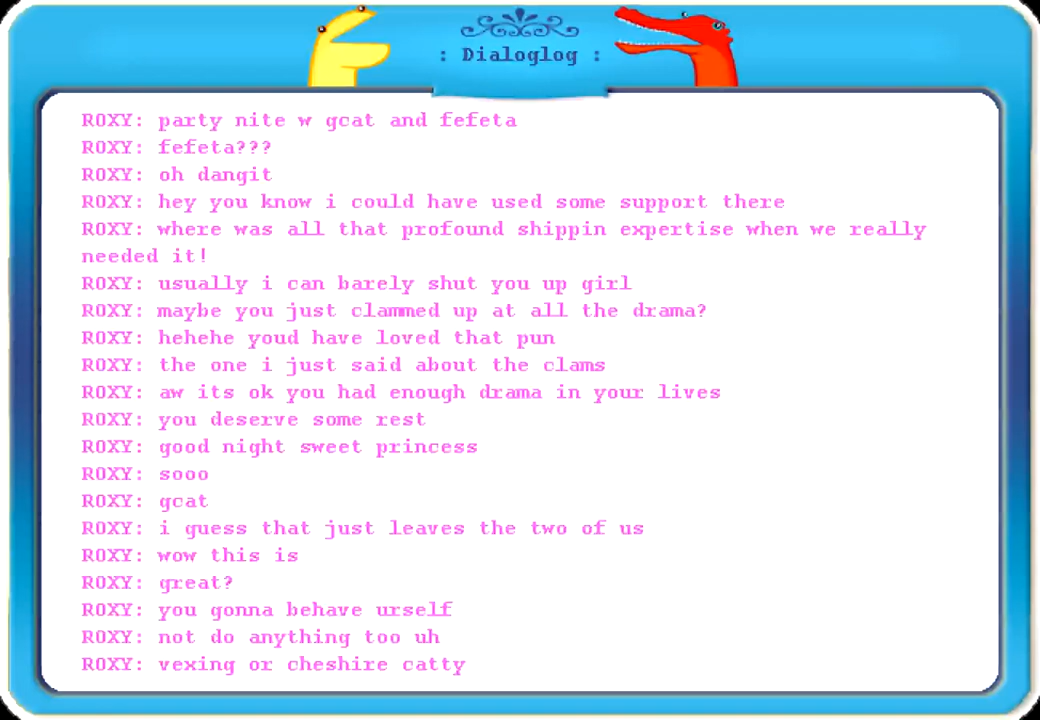 : Dialoglog :
ROXY: party nite w gcat and fefeta
ROXY: fefeta???
ROXY: oh dangit
ROXY: hey you know i could have used some support there
ROXY: where was all that profound shippin expertise when we really
needed it!
ROXY: usually i can barely shut you up girl
ROXY: maybe you just clammed up at all the drama?
ROXY: hehehe youd have loved that pun
ROXY: the one i just said about the clams
ROXY: aw its ok you had enough drama in your lives
ROXY: you deserve some rest
ROXY: good night sweet princess
ROXY: sooo
ROXY: gcat
ROXY: i guess that just leaves the two of us
ROXY: wow this is
ROXY: great?
ROXY: you gonna behave urself
ROXY: not do anything too uh
ROXY: vexing or cheshire catty